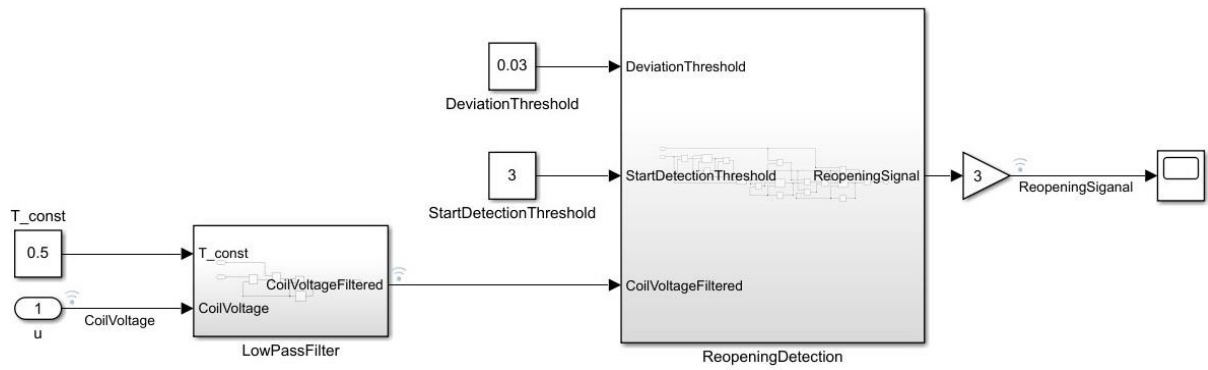 0.03
DeviationThreshold
DeviationThreshold
3
StartDetectionThreshold
StartDetectionThreshold
ReopeningSignal
3
ReopeningSiganal
T_const
0.5
T_const
CoilVoltageFiltered
CoilVoltageFiltered
1
CoilVoltage
CoilVoltage
u
LowPassFilter
ReopeningDetection